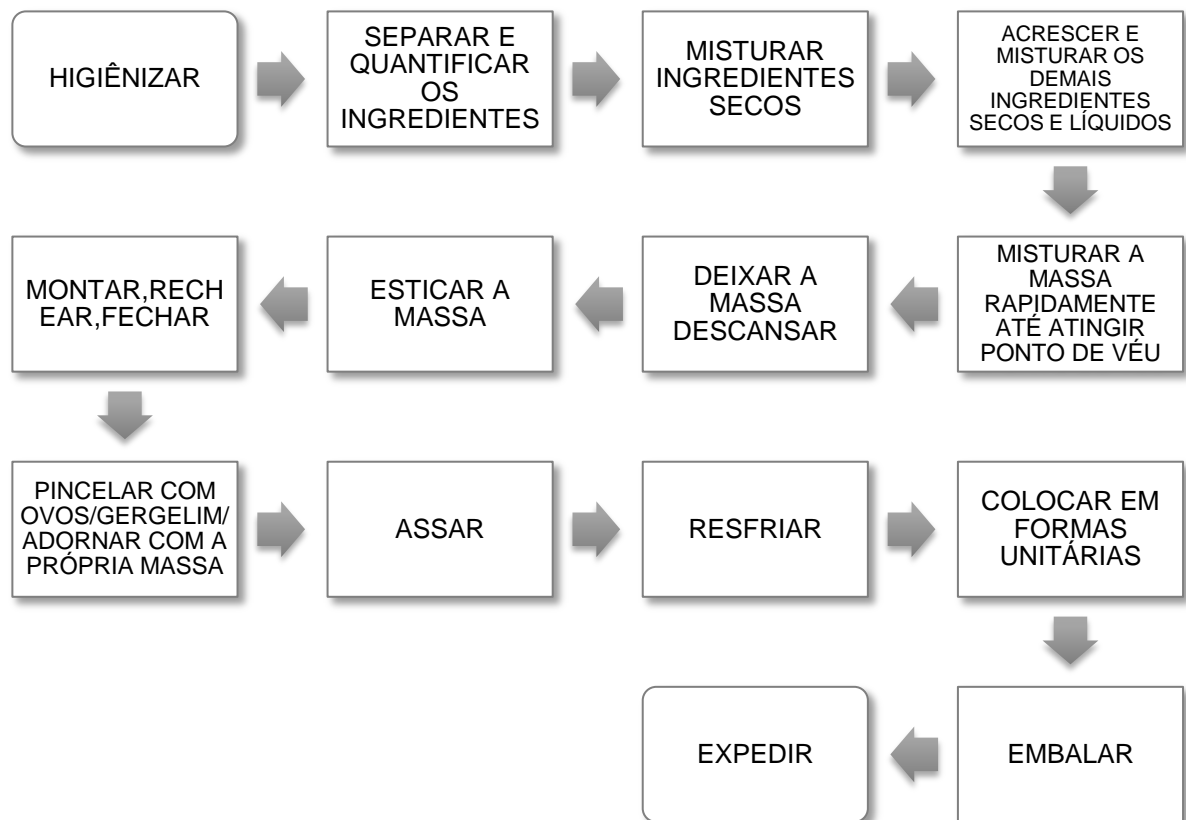 HIGIÊNIZAR
SEPARAR E
QUANTIFICAR
OS
INGREDIENTES
MISTURAR
INGREDIENTES
SECOS
ACRESCER E
MISTURAR OS
DEMAIS
INGREDIENTES
SECOS E LÍQUIDOS
MISTURAR A
MASSA
RAPIDAMENTE
ATÉ ATINGIR
PONTO DE VÉU
DEIXAR A
MASSA
DESCANSAR
ESTICAR A
MASSA
MONTAR,RECH
EAR,FECHAR
PINCELAR COM
OVOS/GERGELIM/
ADORNAR COM A
PRÓPRIA MASSA
ASSAR
RESFRIAR
COLOCAR EM
FORMAS
UNITÁRIAS
EMBALAR
EXPEDIR